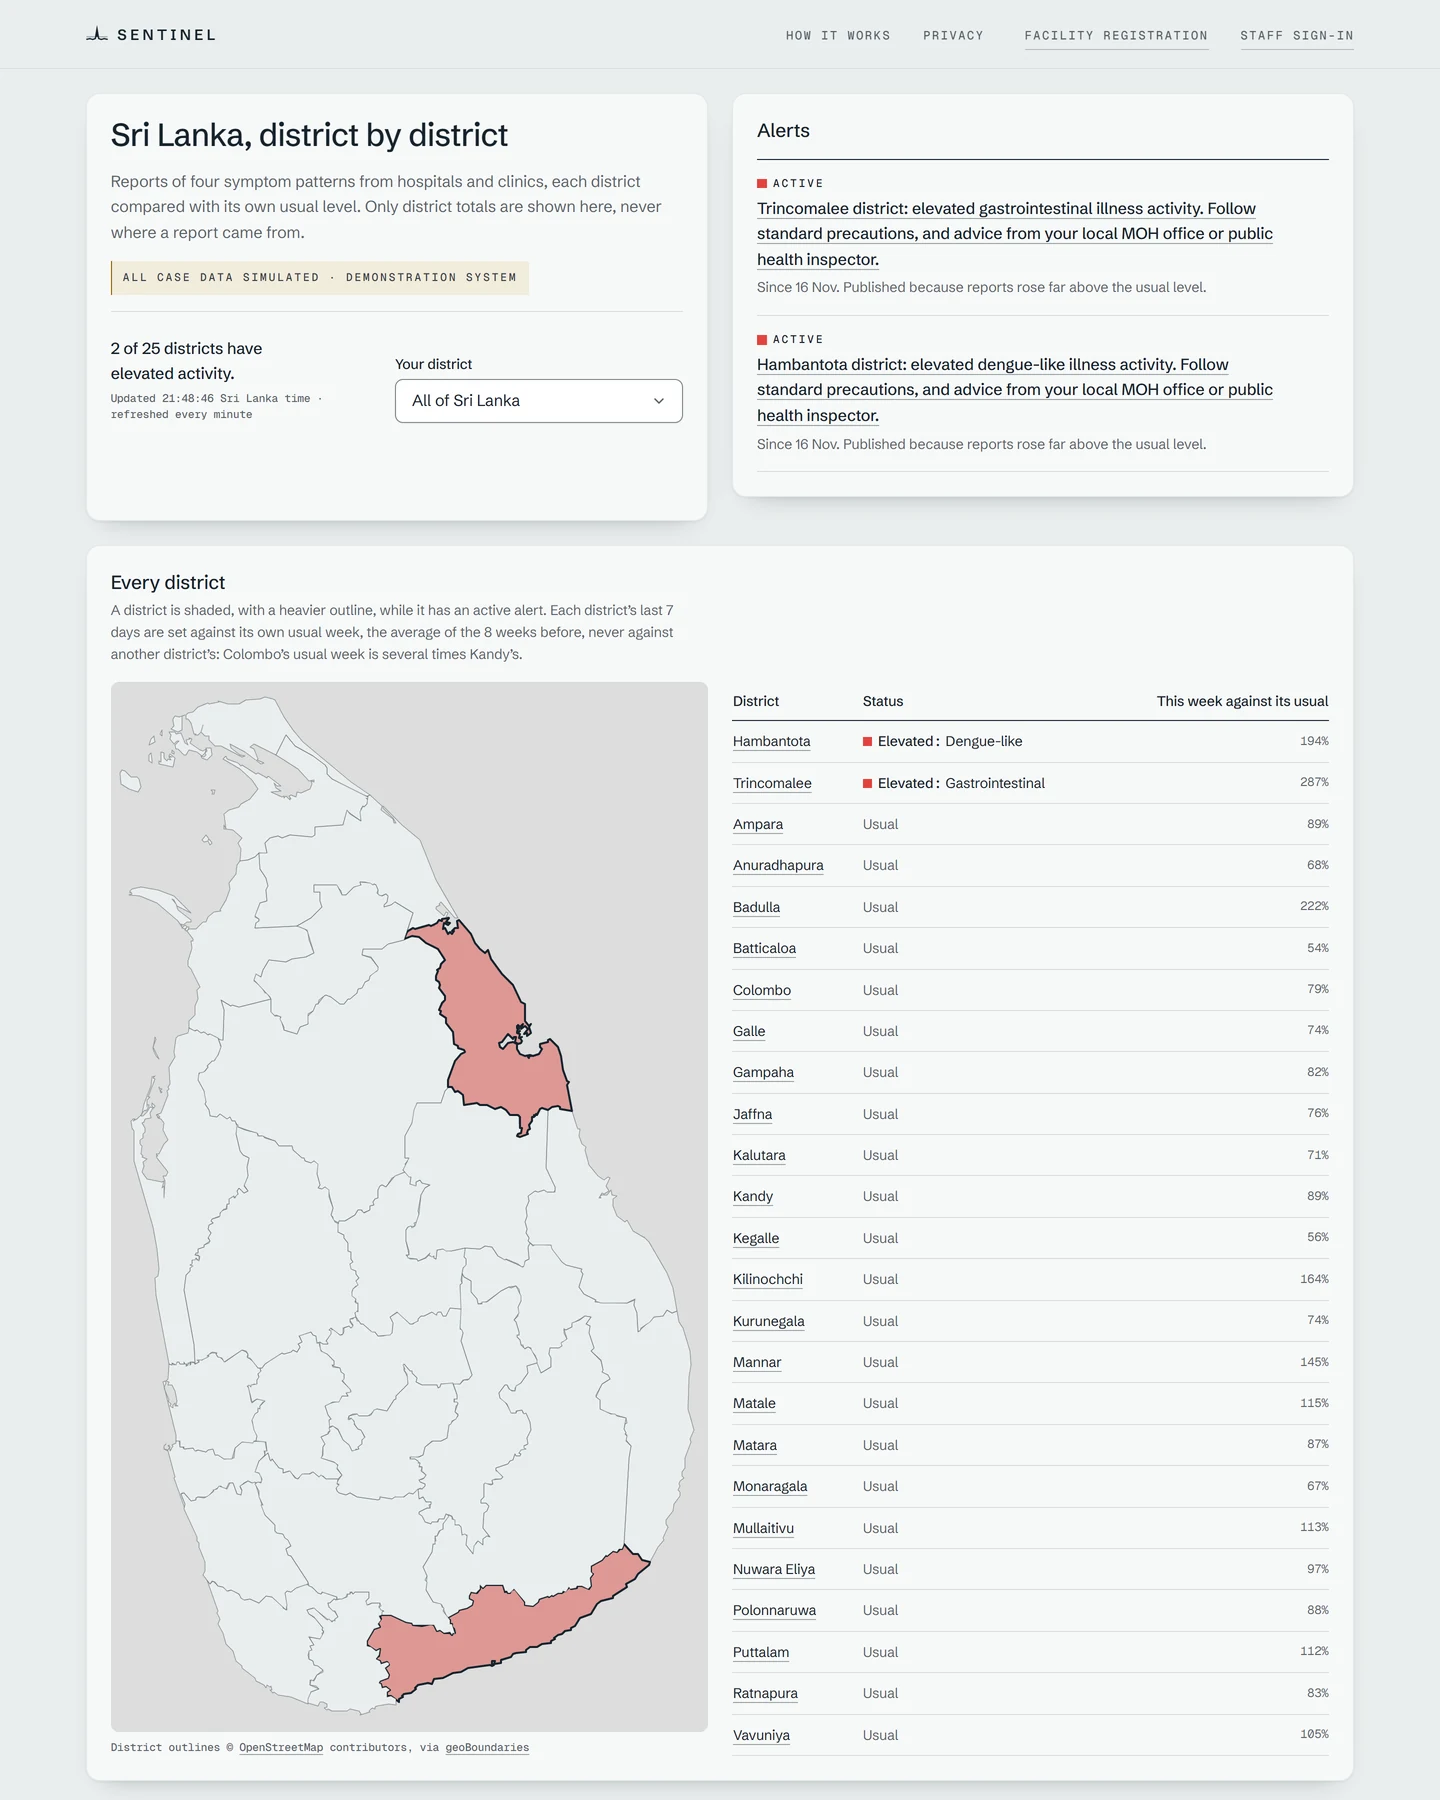 SENTINEL
HOW IT WORKS
PRIVACY
FACILITY REGISTRATION
STAFF SIGN-IN
Sri Lanka, district by district
Reports of four symptom patterns from hospitals and clinics, each district
compared with its own usual level. Only district totals are shown here, never
where a report came from.
ALL CASE DATA SIMULATED · DEMONSTRATION SYSTEM
2 of 25 districts have
elevated activity.
Updated 21:48:46 Sri Lanka time ·
refreshed every minute
Your district
All of Sri Lanka
Alerts
ACTIVE
Trincomalee district: elevated gastrointestinal illness activity. Follow
standard precautions, and advice from your local MOH office or public
health inspector.
Since 16 Nov. Published because reports rose far above the usual level.
ACTIVE
Hambantota district: elevated dengue-like illness activity. Follow
standard precautions, and advice from your local MOH office or public
health inspector.
Since 16 Nov. Published because reports rose far above the usual level.
Every district
A district is shaded, with a heavier outline, while it has an active alert. Each district's last 7
days are set against its own usual week, the average of the 8 weeks before, never against
another district's: Colombo's usual week is several times Kandy's.
District Status This week against its usual
Hambantota Elevated: Dengue-like 194%
Trincomalee Elevated: Gastrointestinal 287%
Ampara Usual 89%
Anuradhapura Usual 68%
Badulla Usual 222%
Batticaloa Usual 54%
Colombo Usual 79%
Galle Usual 74%
Gampaha Usual 82%
Jaffna Usual 76%
Kalutara Usual 71%
Kandy Usual 89%
Kegalle Usual 56%
Kilinochchi Usual 164%
Kurunegala Usual 74%
Mannar Usual 145%
Matale Usual 115%
Matara Usual 87%
Monaragala Usual 67%
Mullaitivu Usual 113%
Nuwara Eliya Usual 97%
Polonnaruwa Usual 88%
Puttalam Usual 112%
Ratnapura Usual 83%
Vavuniya Usual 105%
District outlines © OpenStreetMap contributors, via geoBoundaries